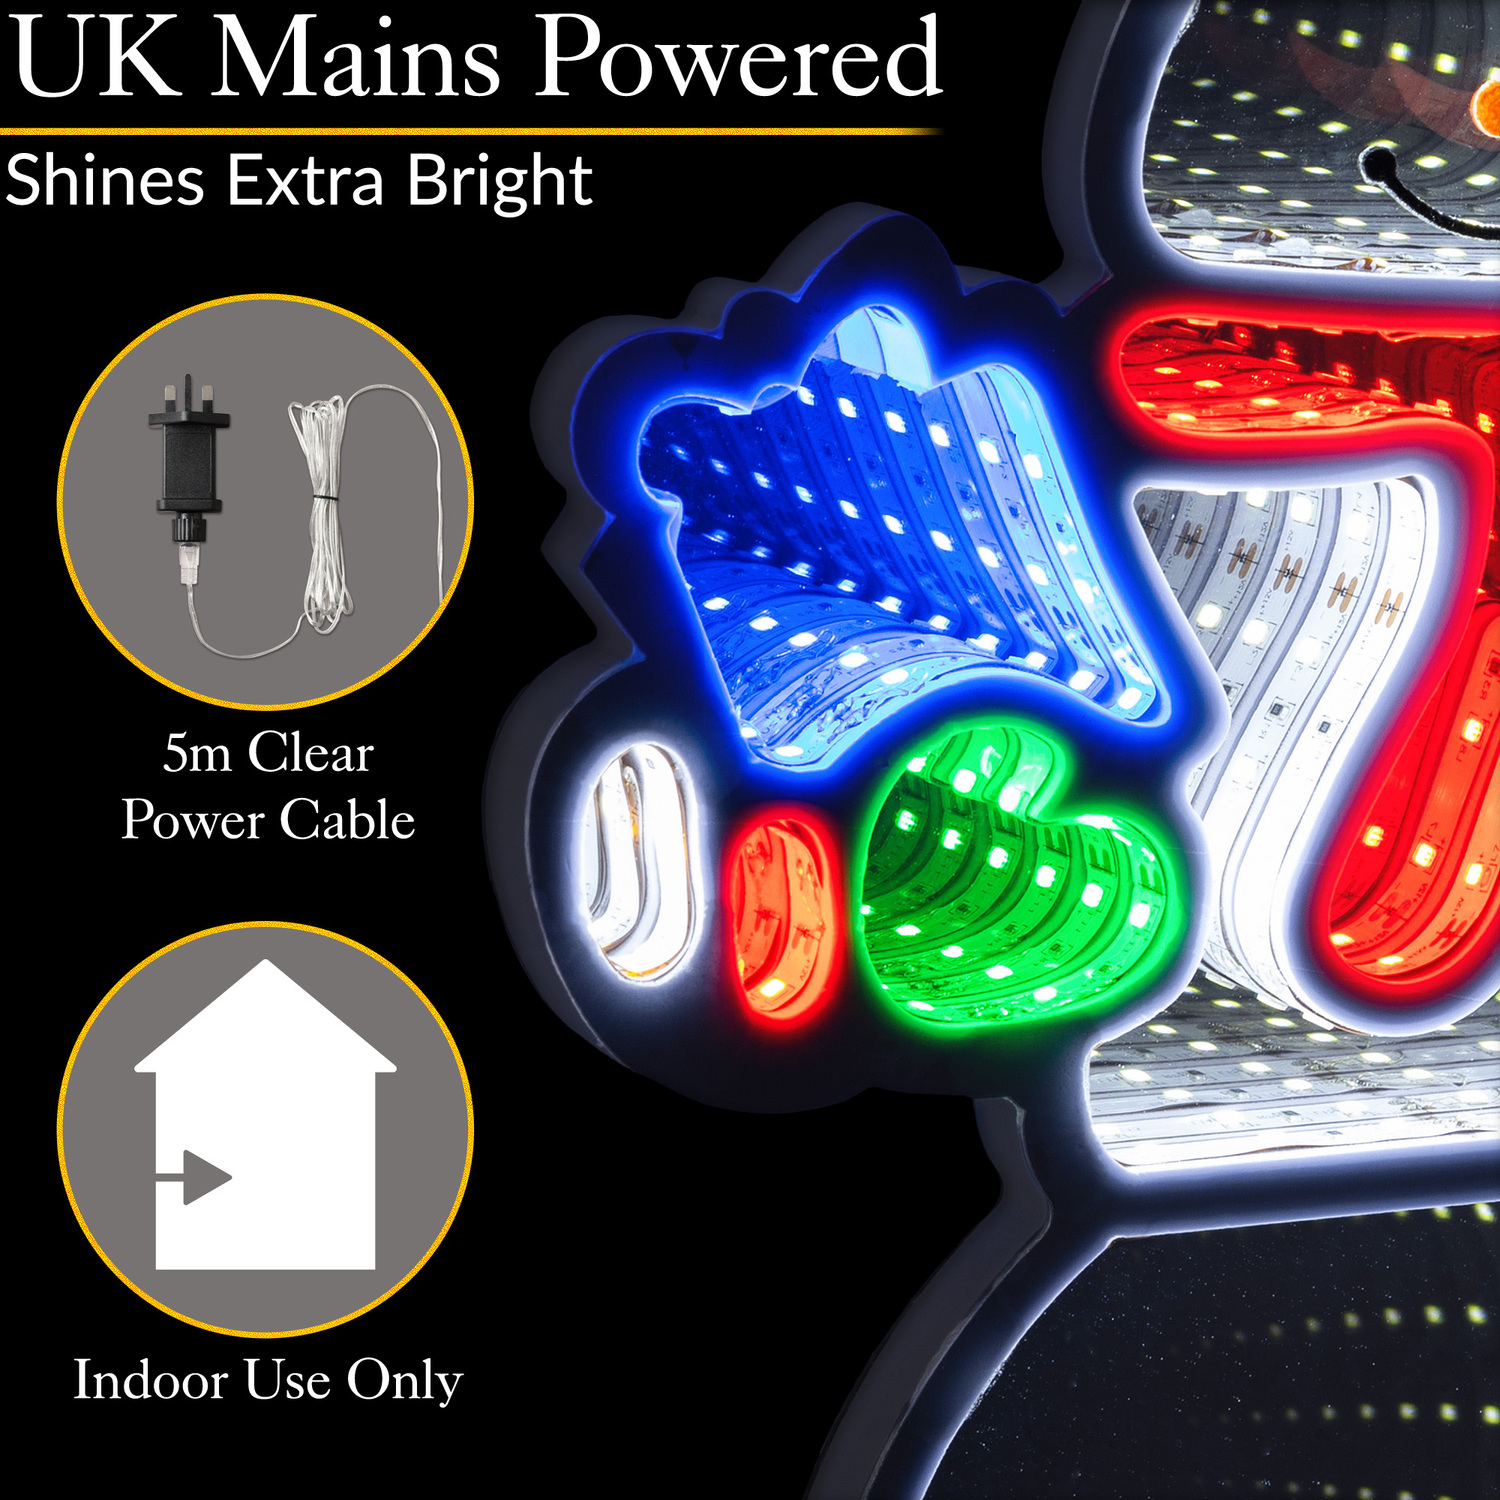 UK Mains Powered
Shines Extra Bright
5m Clear
Power Cable
Indoor Use Only